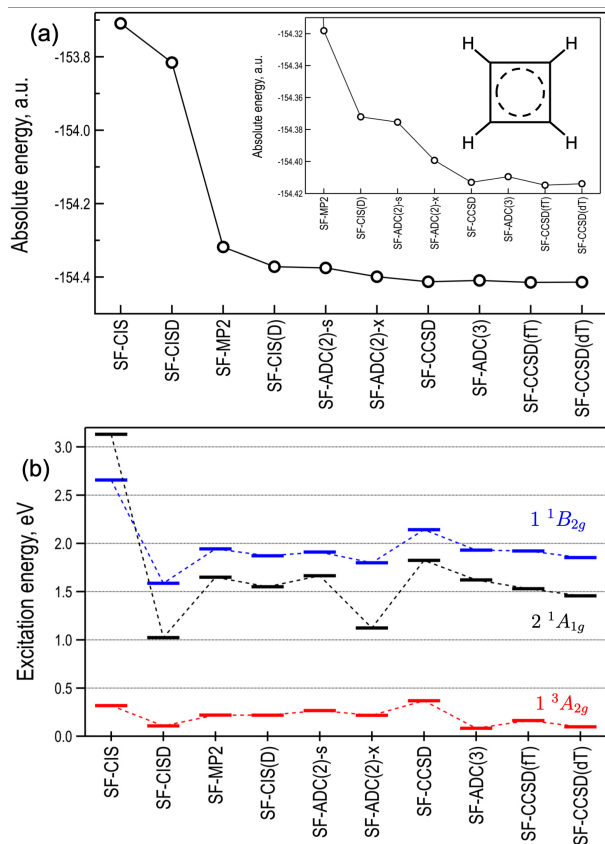 (a)
Absolute energy, a.u.
-153.8
-154.0
-154.2
-154.4
SF-CIS
SF-CISD
SF-MP2
SF-CIS(D)
SF-ADC(2)-s
SF-ADC(2)-x
SF-CCSD
SF-ADC(3)
SF-CCSD(fT)
SF-CCSD(dT)
Absolute energy, a.u.
-154.32
-154.36
-154.38
-154.40
-154.42
SF-MP2
SF-CIS(D)
SF-ADC(2)-s
SF-ADC(2)-x
SF-CCSD
SF-ADC(3)
SF-CCSD(fT)
SF-CCSD(dT)
H H
H H
(b)
Excitation energy, eV
3.0
2.5
2.0
1.5
1.0
0.5
0.0
1 ¹B₂g
2 ¹A₁g
1 ³A₂g
SF-CIS
SF-CISD
SF-MP2
SF-CIS(D)
SF-ADC(2)-s
SF-ADC(2)-x
SF-CCSD
SF-ADC(3)
SF-CCSD(fT)
SF-CCSD(dT)